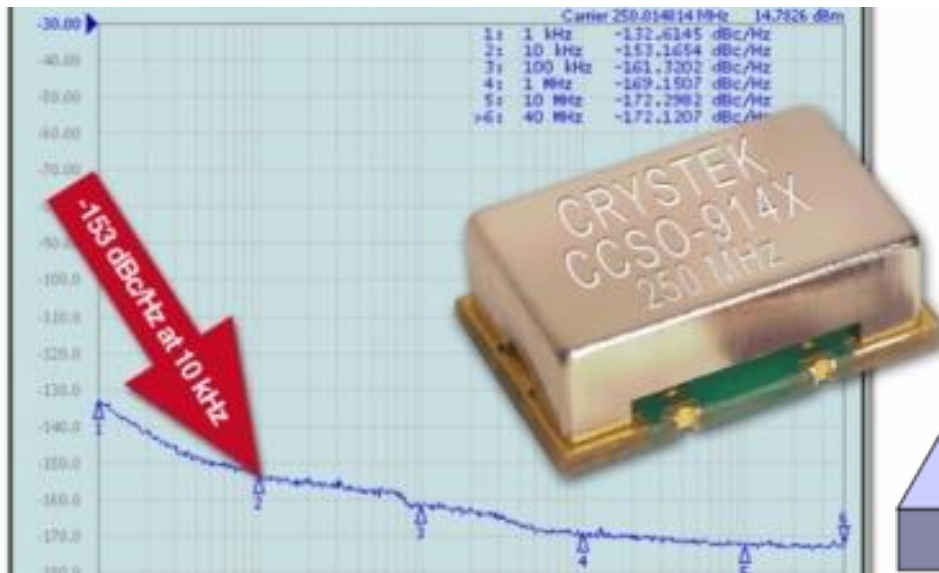 Carrier 250.014814 MHz 14.7826 dBm
-30.00
1: 1 kHz -132.6145 dBc/Hz
2: 10 kHz -153.1654 dBc/Hz
3: 100 kHz -161.3202 dBc/Hz
4: 1 MHz -169.1507 dBc/Hz
5: 10 MHz -172.2982 dBc/Hz
>6: 40 MHz -172.1207 dBc/Hz
-40.00
-50.00
-60.00
-70.00
-100.0
-110.0
-120.0
-130.0
-140.0
-150.0
-160.0
-170.0
-153 dBc/Hz at 10 kHz
CRYSTEK
CCSO-914X
250 MHz
1
2
3
4
5